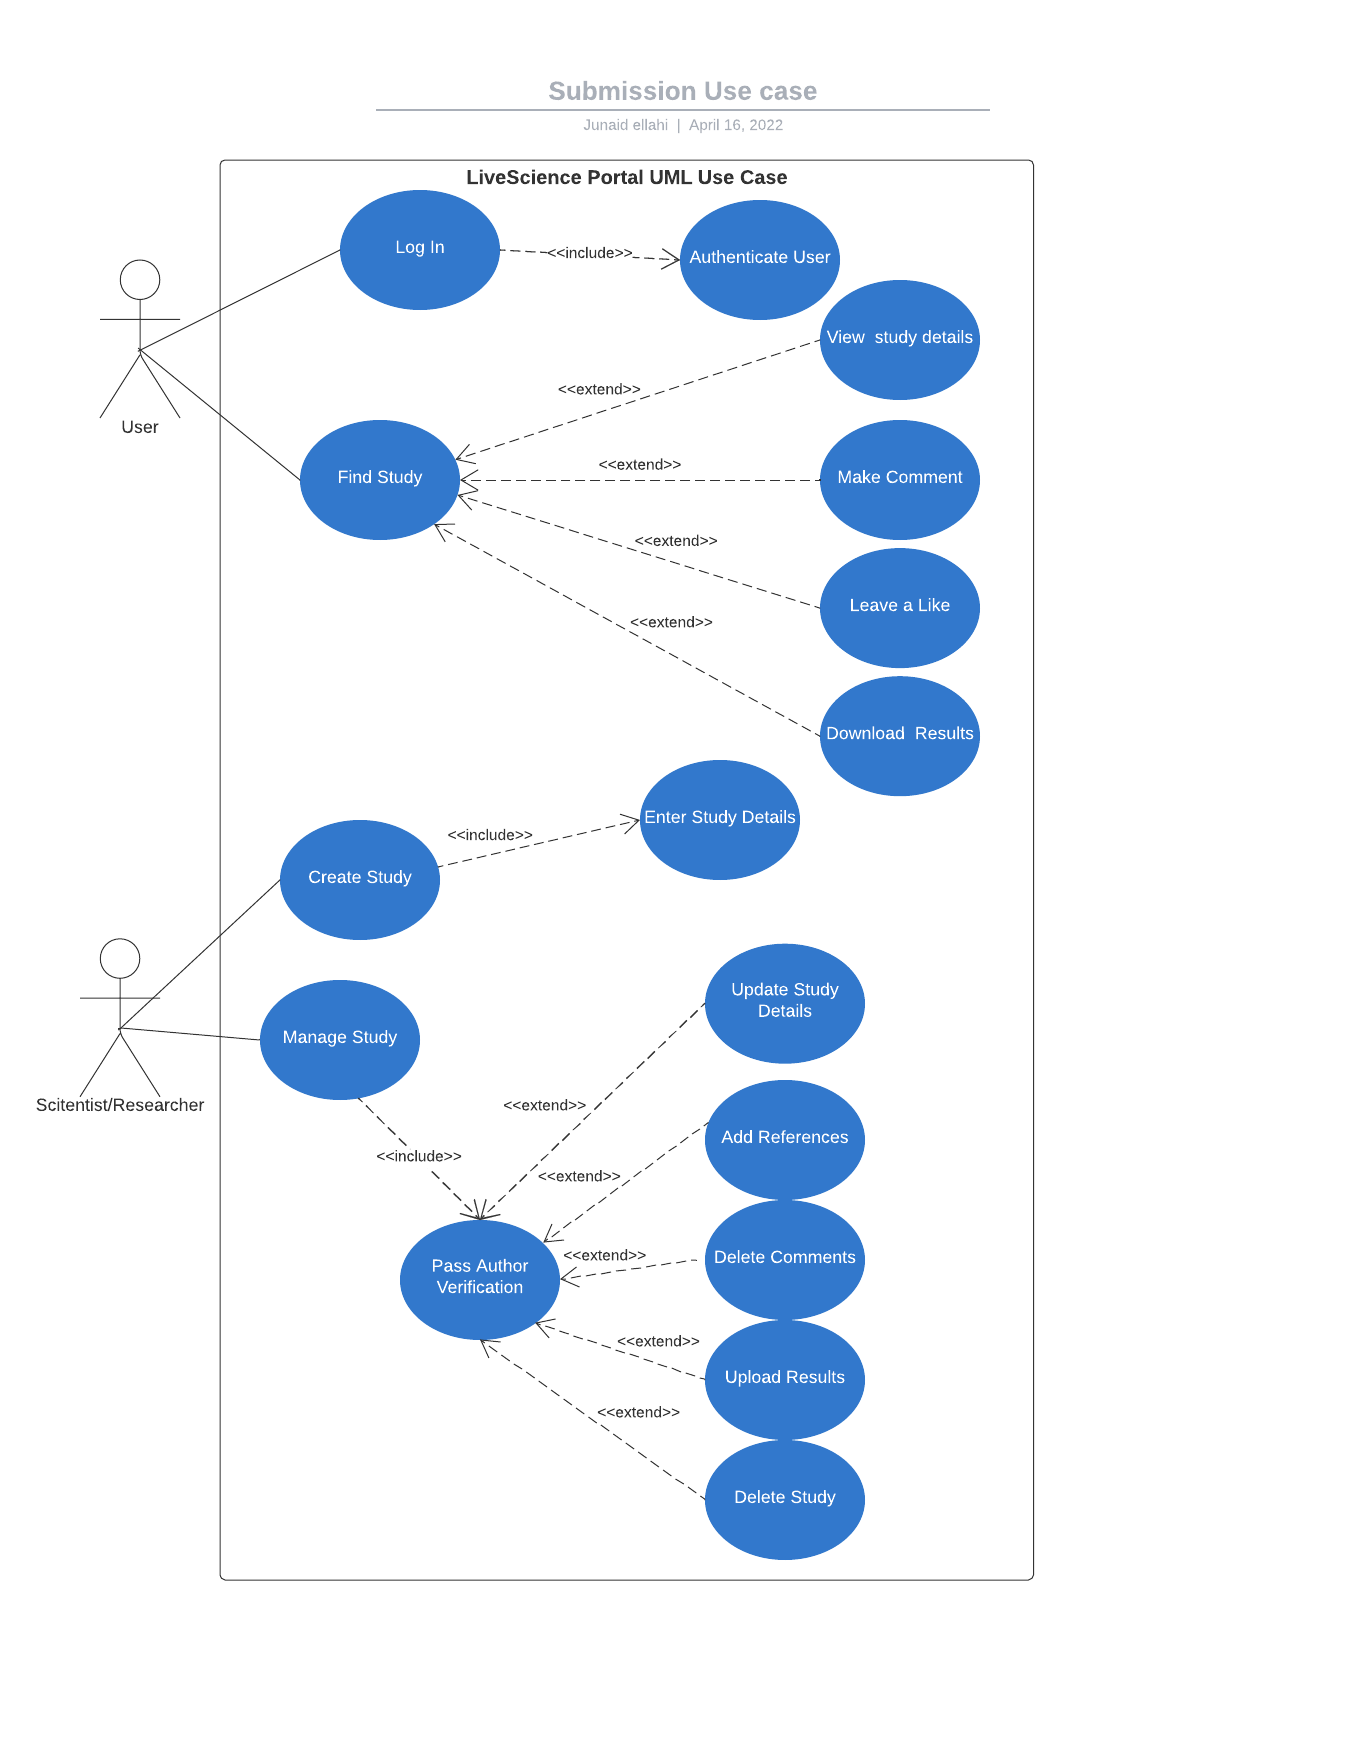 Submission Use case
Junaid ellahi | April 16, 2022
LiveScience Portal UML Use Case
Log In
<<include>>
Authenticate User
View  study details
<<extend>>
User
<<extend>>
Find Study
Make Comment
<<extend>>
Leave a Like
<<extend>>
Download  Results
Enter Study Details
<<include>>
Create Study
Update Study
Details
Manage Study
Scitentist/Researcher
<<extend>>
Add References
<<include>>
<<extend>>
<<extend>>
Delete Comments
Pass Author
Verification
<<extend>>
Upload Results
<<extend>>
Delete Study